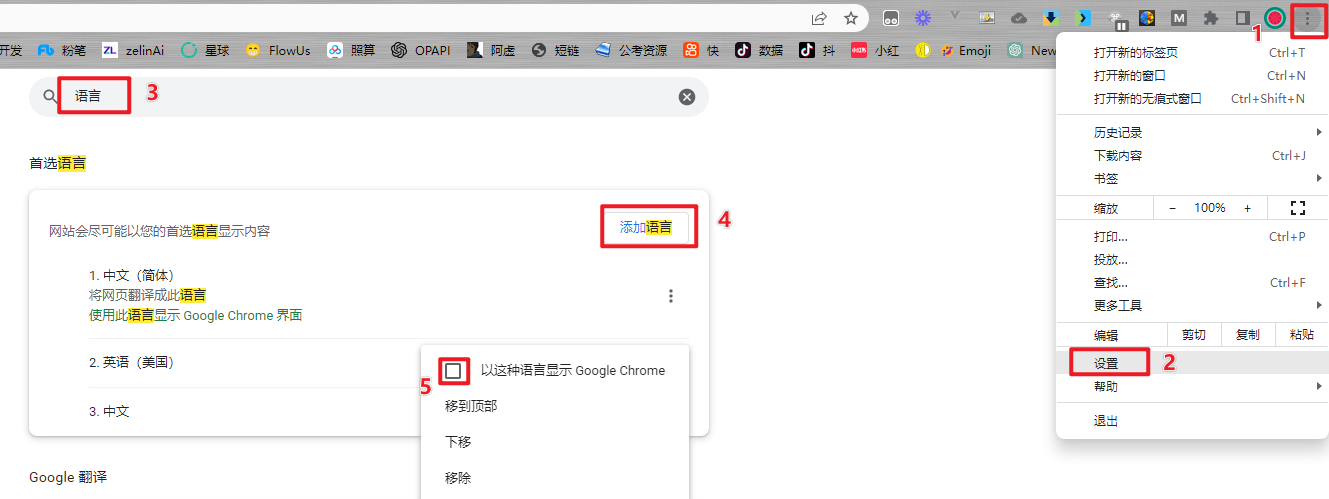 1
开发 粉笔 ZL zelinAi 星球 FlowUs 照算 OPAPI 阿虚 短链 公考资源 快 数据 抖 小红书 小红 Emoji New
打开新的标签页 Ctrl+T
打开新的窗口 Ctrl+N
打开新的无痕式窗口 Ctrl+Shift+N
历史记录
下载内容 Ctrl+J
书签
缩放 − 100% +
打印... Ctrl+P
投放...
查找... Ctrl+F
更多工具
编辑 剪切 复制 粘贴
设置 2
帮助
退出
语言 3
首选语言
网站会尽可能以您的首选语言显示内容
添加语言 4
1. 中文（简体）
将网页翻译成此语言
使用此语言显示 Google Chrome 界面
2. 英语（美国）
3. 中文
5 以这种语言显示 Google Chrome
移到顶部
下移
移除
Google 翻译